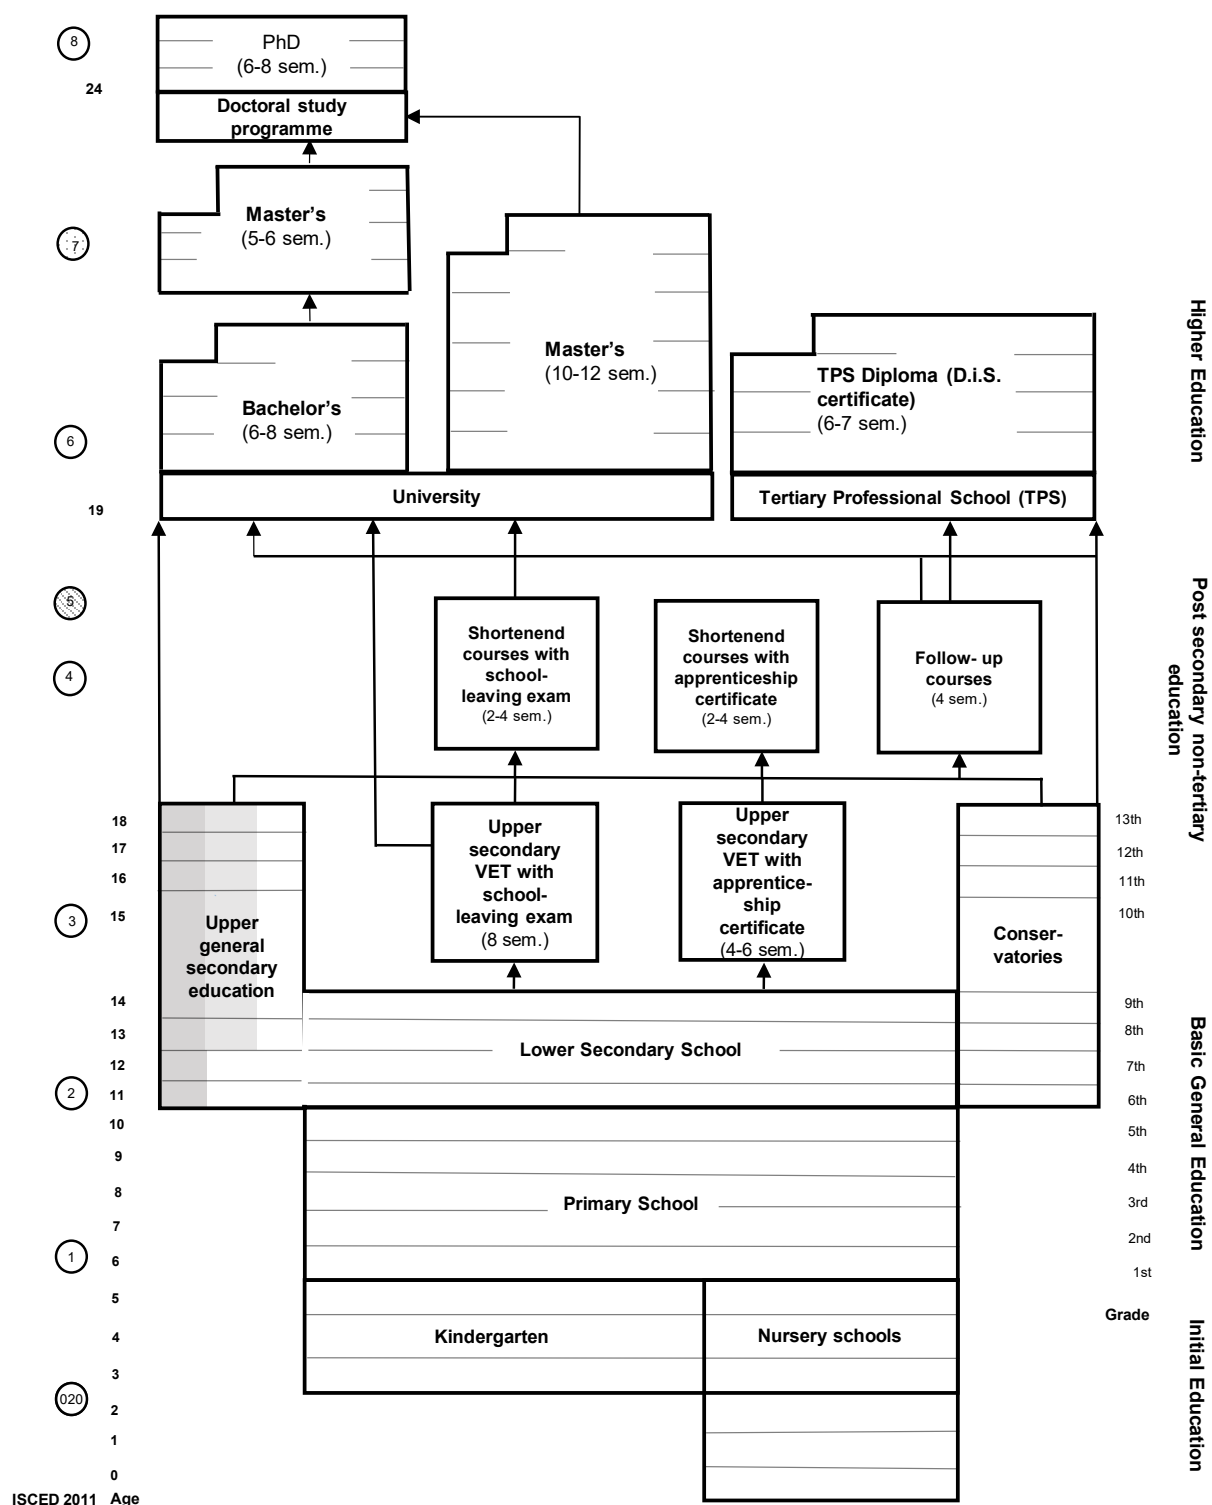 8
PhD
(6-8 sem.)
24
Doctoral study
programme
Master's
(5-6 sem.)
7
Master's
(10-12 sem.)
Bachelor's
(6-8 sem.)
6
TPS Diploma (D.i.S.
certificate)
(6-7 sem.)
Higher Education
University
Tertiary Professional School (TPS)
19
5
4
Shortenend
courses with
school-
leaving exam
(2-4 sem.)
Shortenend
courses with
apprenticeship
certificate
(2-4 sem.)
Follow- up
courses
(4 sem.)
Post secondary non-tertiary
education
18
17
16
3
15
Upper
general
secondary
education
Upper
secondary
VET with
school-
leaving exam
(8 sem.)
Upper
secondary
VET with
apprentice-
ship
certificate
(4-6 sem.)
Conser-
vatories
13th
12th
11th
10th
14
13
12
2
11
Lower Secondary School
9th
8th
7th
6th
10
9
8
7
1
6
Primary School
5th
4th
3rd
2nd
1st
Basic General Education
Grade
5
4
3
020
2
1
0
Kindergarten
Nursery schools
Initial Education
ISCED 2011 Age